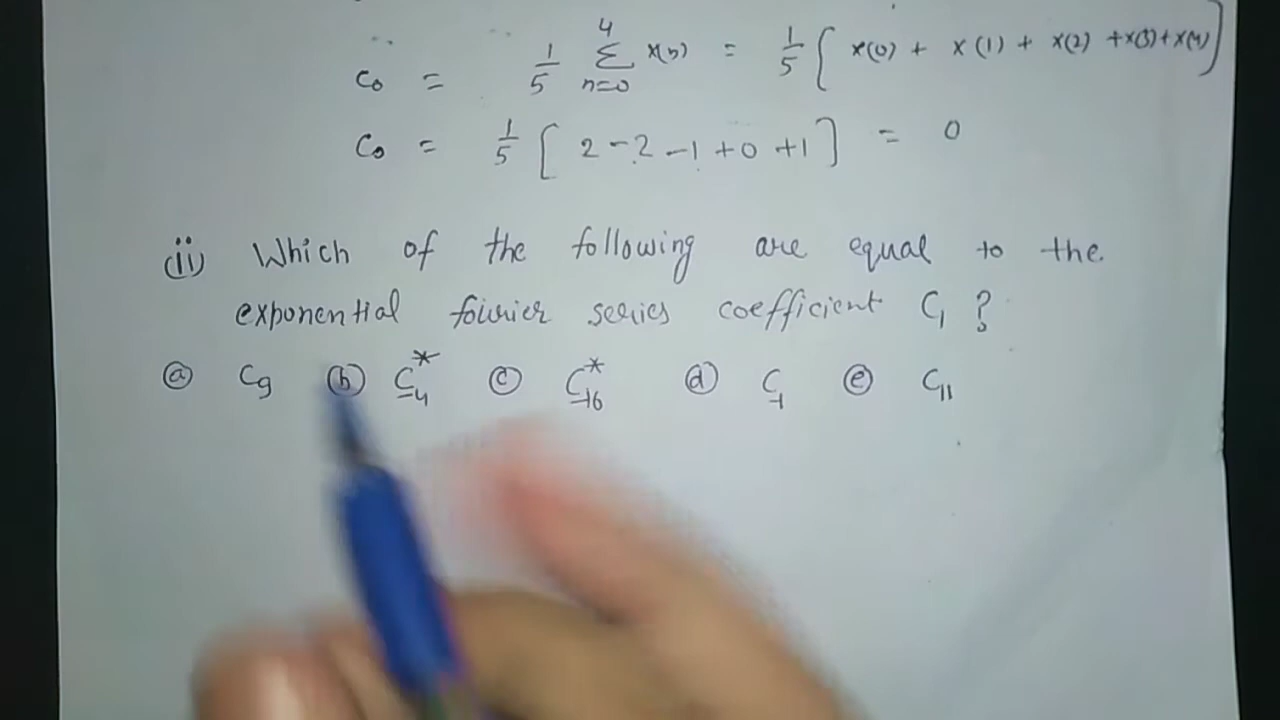 C₀ = 1/5 4Σn=0 x(n) = 1/5 [ x(0) + x(1) + x(2) + x(3) + x(4) ]
C₀ = 1/5 [ 2 - 2 - 1 + 0 + 1 ] = 0
(ii) Which of the following are equal to the
exponential fourier series coefficient C₁ ?
ⓐ C₉ ⓑ C₋₄* ⓒ C₋₁₆* ⓓ C₋₁ ⓔ C₁₁